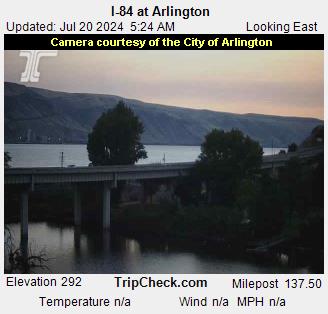 I-84 at Arlington
Updated: Jul 20 2024 5:24 AM Looking East
Camera courtesy of the City of Arlington
Elevation 292 TripCheck.com Milepost 137.50
Temperature n/a Wind n/a MPH n/a